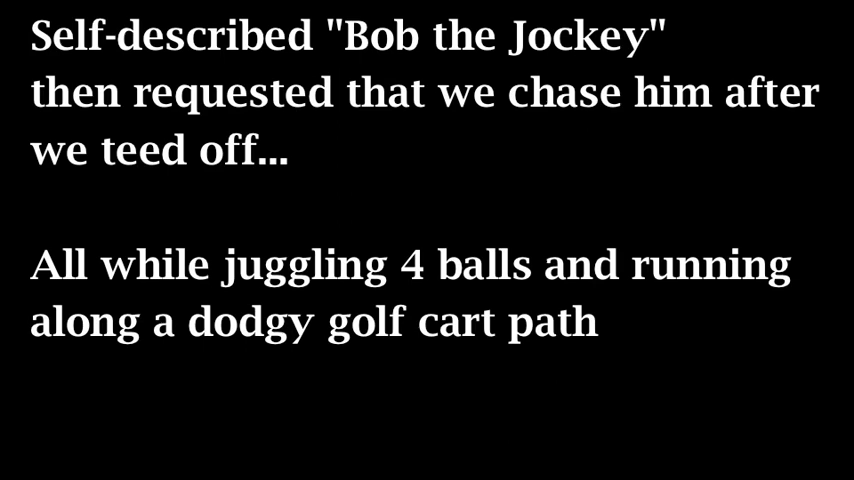 Self-described "Bob the Jockey"
then requested that we chase him after
we teed off...
All while juggling 4 balls and running
along a dodgy golf cart path